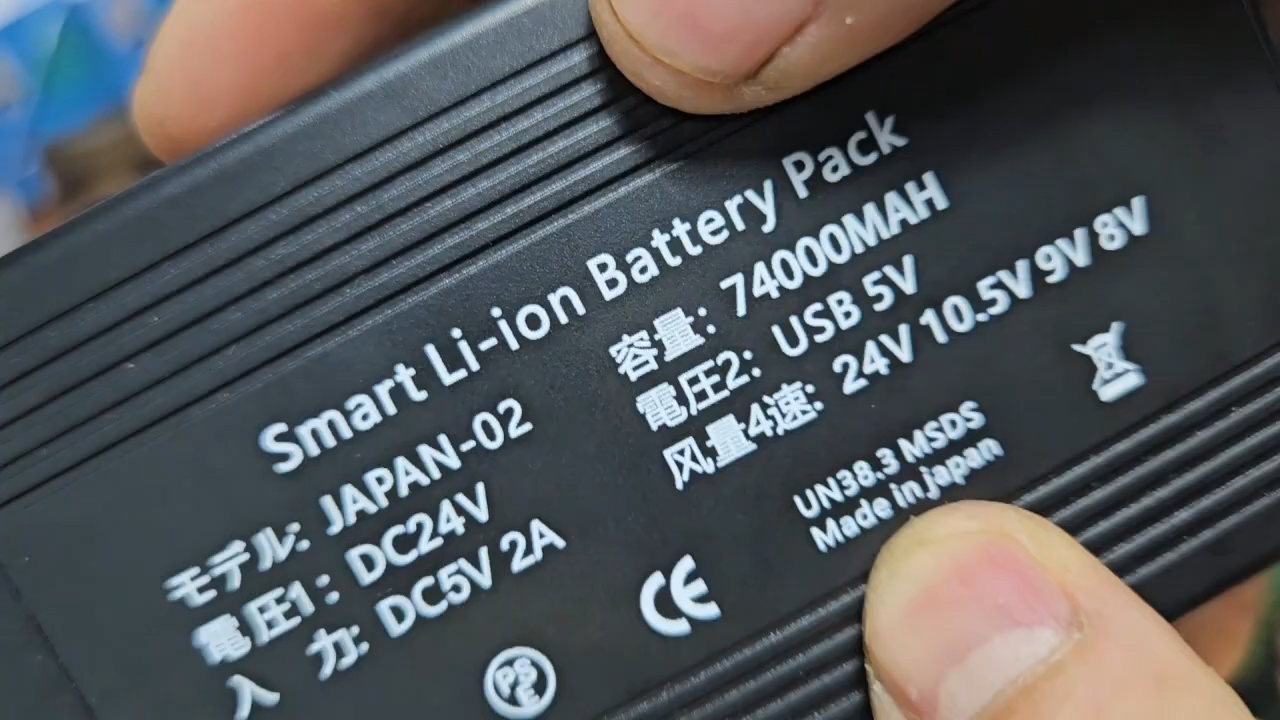 Smart Li-ion Battery Pack
モデル: JAPAN-02
電圧1: DC24V
入 力: DC5V 2A
容量: 74000MAH
電圧2: USB 5V
风量4速: 24V 10.5V 9V 8V
UN38.3 MSDS
Made in japan
CE
PSE